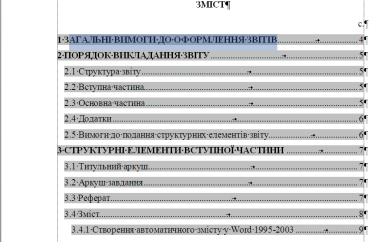 ЗМІСТ¶
с.¶
1·ЗАГАЛЬНІ·ВИМОГИ·ДО·ОФОРМЛЕННЯ·ЗВІТІВ............→............4¶
2·ПОРЯДОК·ВИКЛАДАННЯ·ЗВІТУ............→............5¶
2.1·Структура·звіту............→............5¶
2.2·Вступна·частина............→............5¶
2.3·Основна·частина............→............5¶
2.4·Додатки............→............6¶
2.5·Вимоги·до·подання·структурних·елементів·звіту............→............6¶
3·СТРУКТУРНІ·ЕЛЕМЕНТИ·ВСТУПНОЇ·ЧАСТИНИ............→............7¶
3.1·Титульний·аркуш............→............7¶
3.2·Аркуш·завдання............→............7¶
3.3·Реферат............→............7¶
3.4·Зміст............→............8¶
3.4.1·Створення·автоматичного·змісту·у·Word·1995-2003............→............9¶